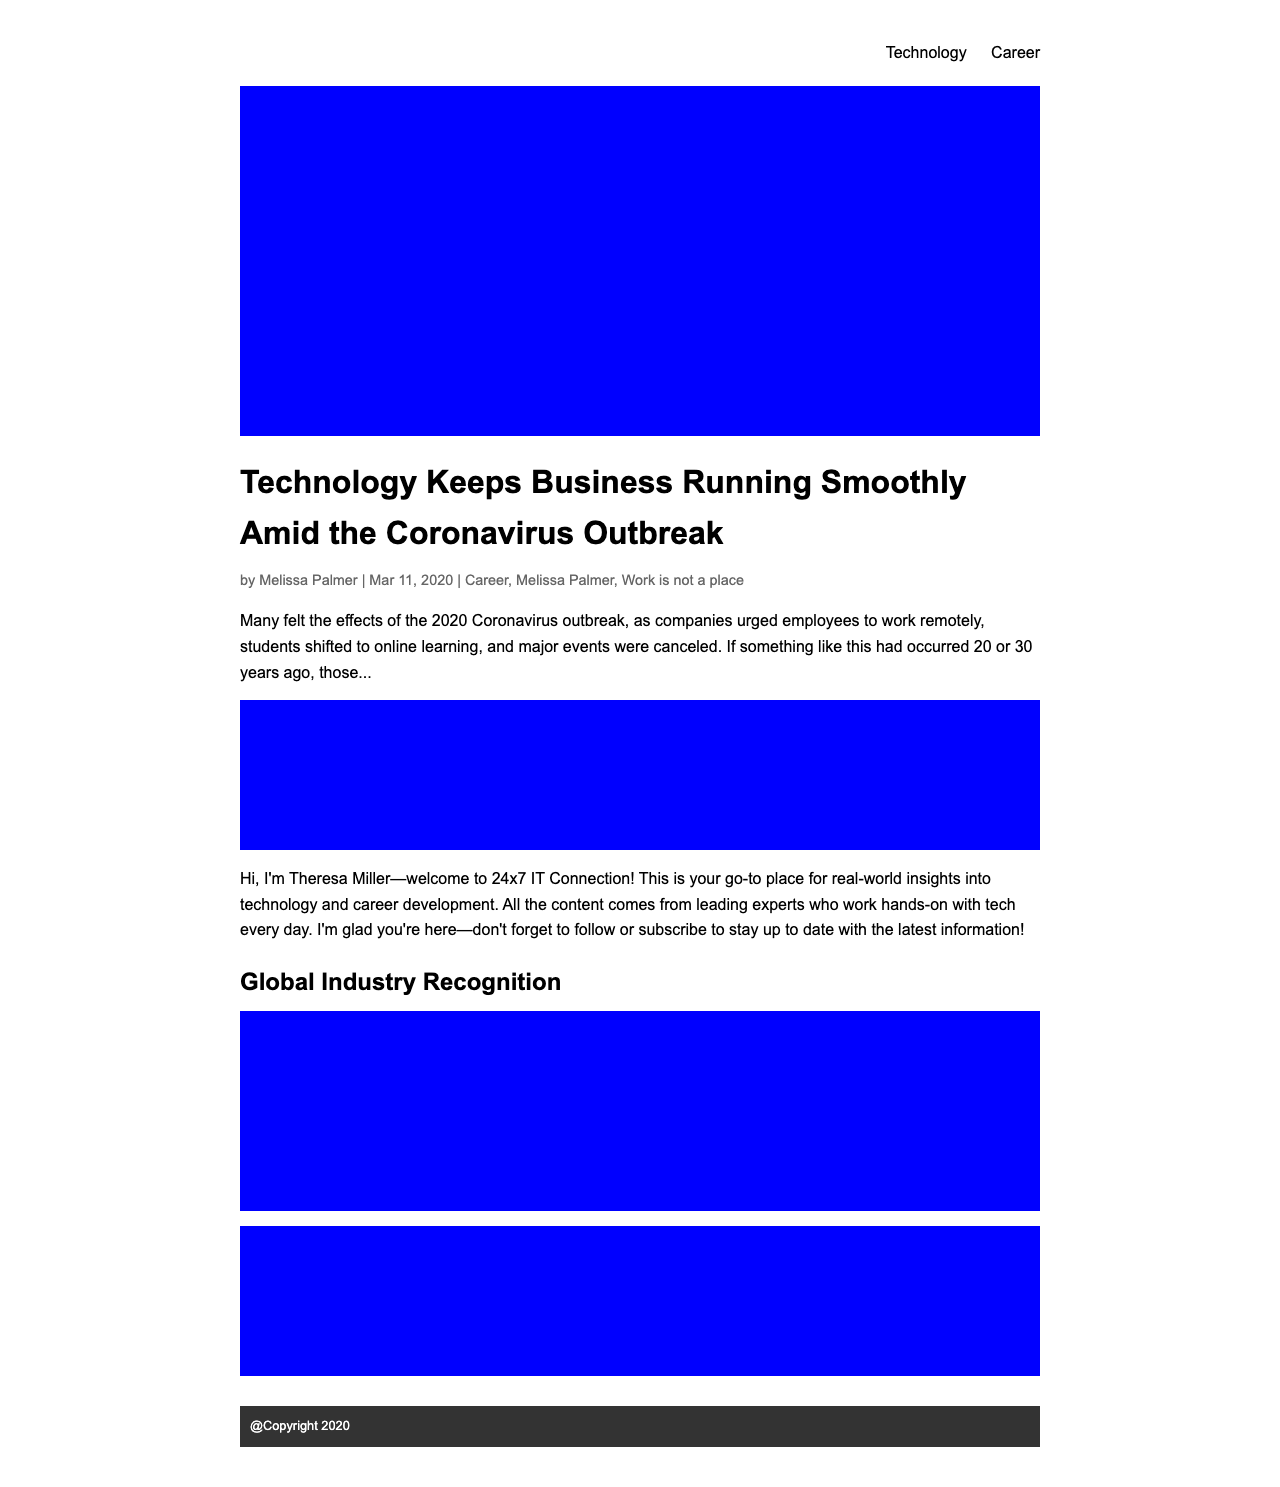 Technology Career
Technology Keeps Business Running Smoothly
Amid the Coronavirus Outbreak
by Melissa Palmer | Mar 11, 2020 | Career, Melissa Palmer, Work is not a place
Many felt the effects of the 2020 Coronavirus outbreak, as companies urged employees to work remotely,
students shifted to online learning, and major events were canceled. If something like this had occurred 20 or 30
years ago, those...
Hi, I'm Theresa Miller—welcome to 24x7 IT Connection! This is your go-to place for real-world insights into
technology and career development. All the content comes from leading experts who work hands-on with tech
every day. I'm glad you're here—don't forget to follow or subscribe to stay up to date with the latest information!
Global Industry Recognition
@Copyright 2020